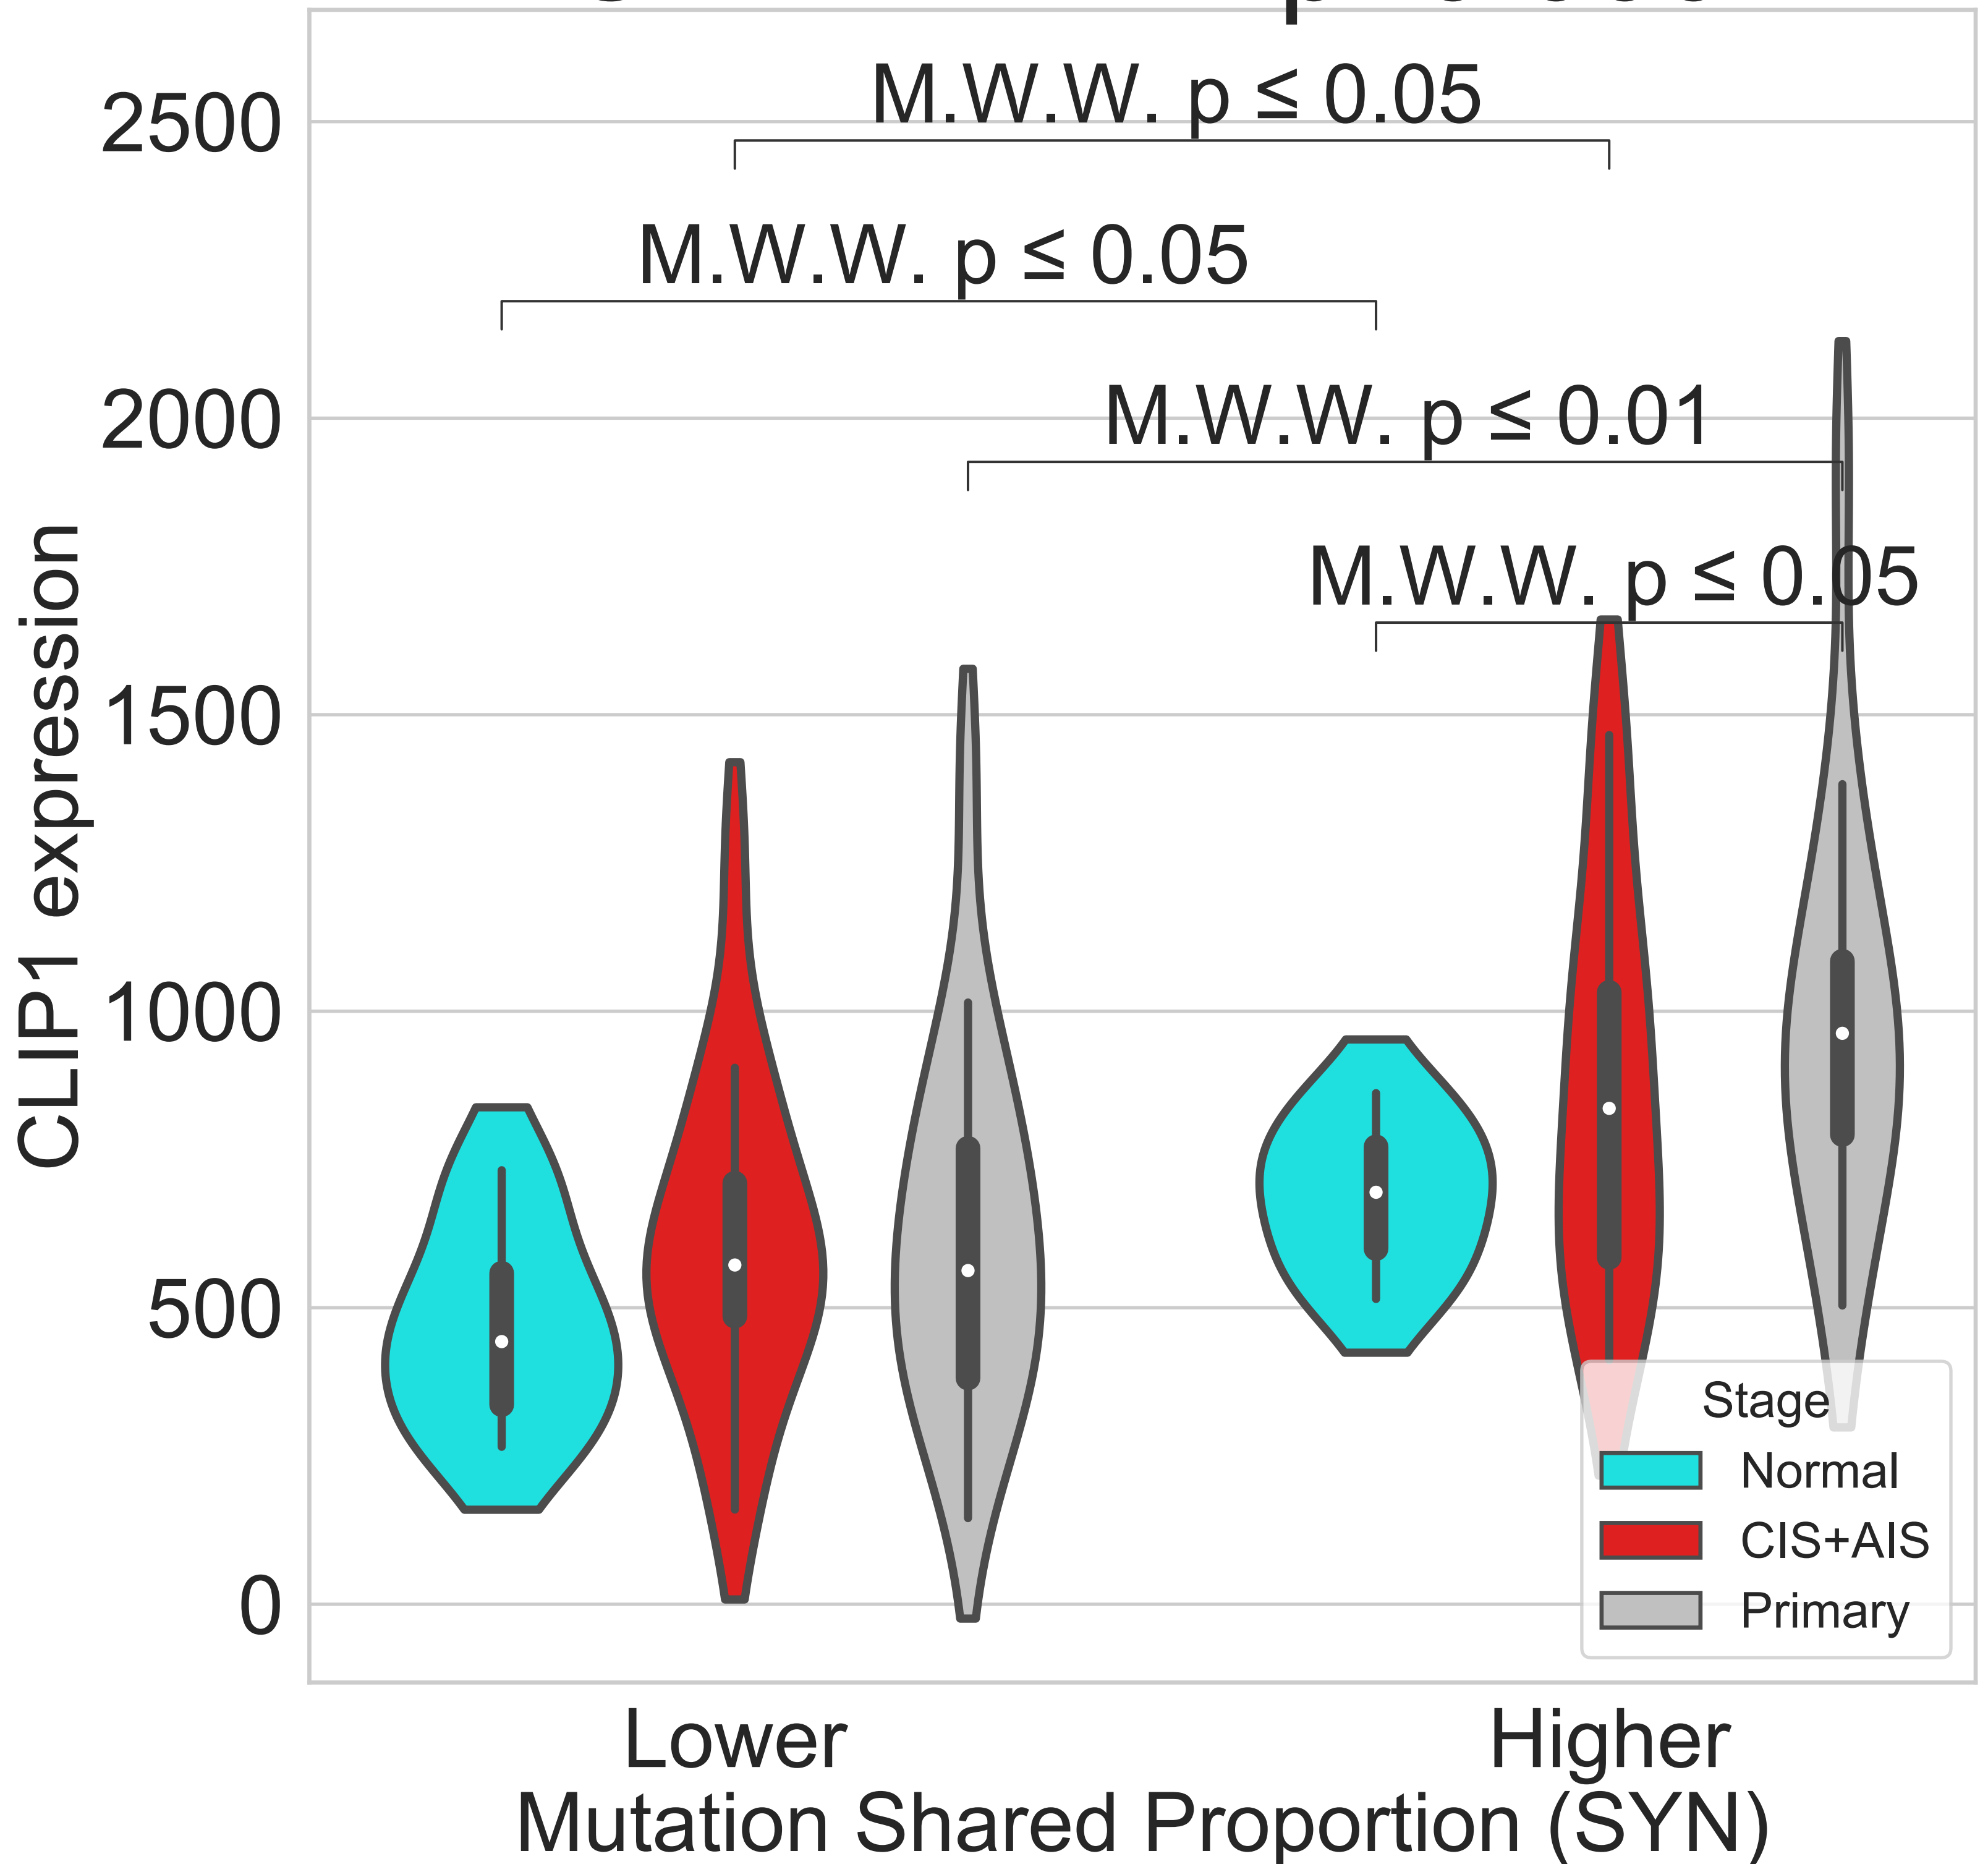 M.W.W. p ≤ 0.05
M.W.W. p ≤ 0.05
M.W.W. p ≤ 0.01
M.W.W. p ≤ 0.05
2500
2000
1500
1000
500
0
CLIP1 expression
Stage
Normal
CIS+AIS
Primary
Lower
Higher
Mutation Shared Proportion (SYN)